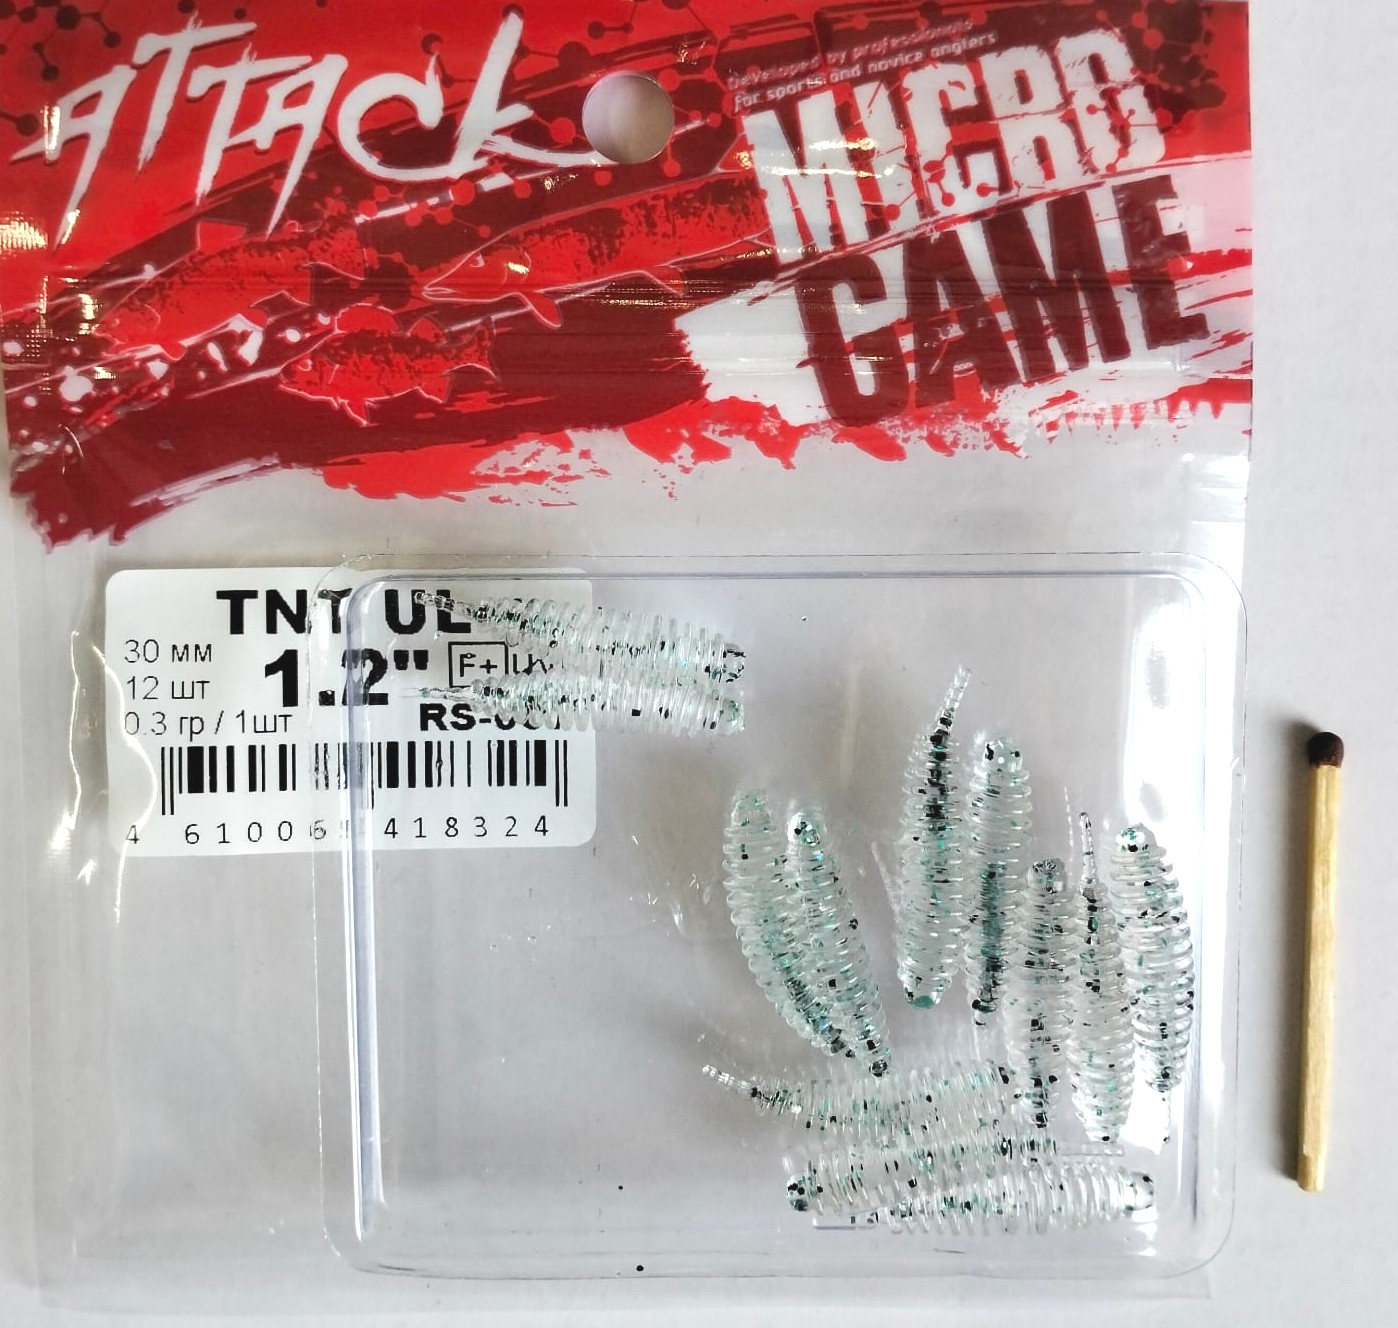 ATTACK
Developed by professionals
for sports and novice anglers
MICRO
GAME
TNT UL
30 мм
12 шт
1.2"
F+
0.3 гр / 1шт
418324